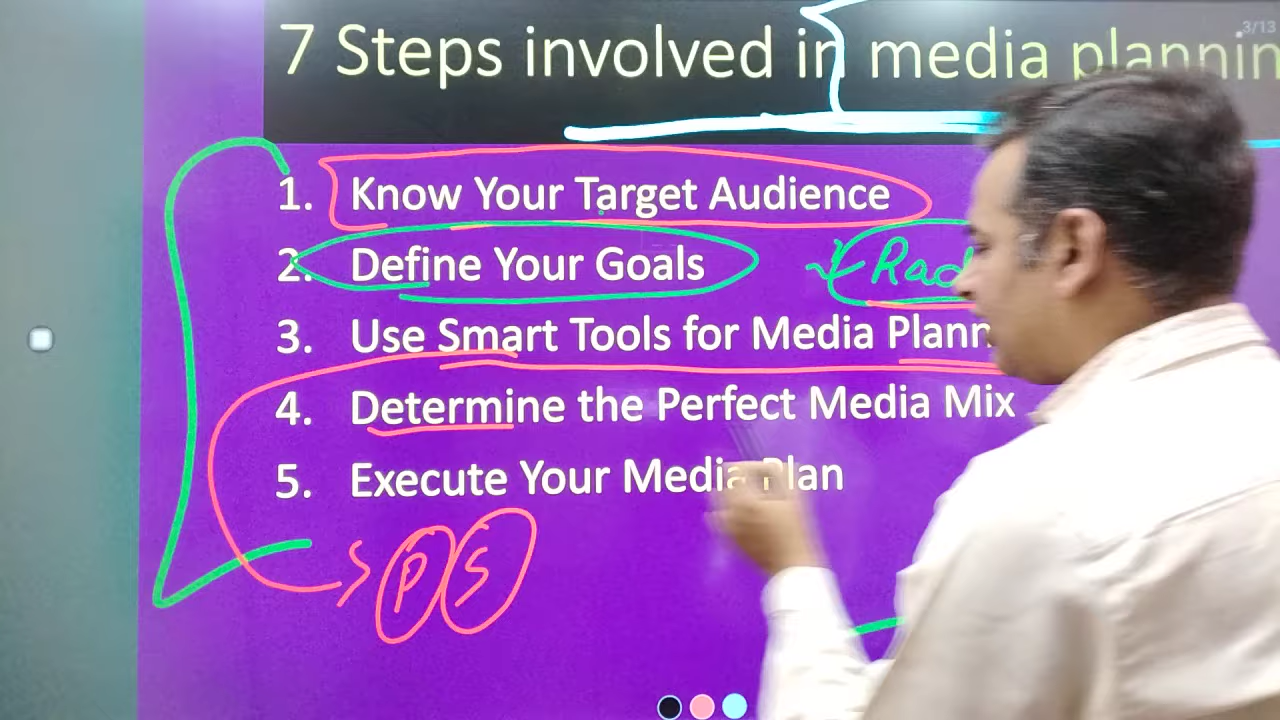 3/13
7 Steps involved in media plannin
1. Know Your Target Audience
2. Define Your Goals
Rad
3. Use Smart Tools for Media Plann
4. Determine the Perfect Media Mix
5. Execute Your Media Plan
P S